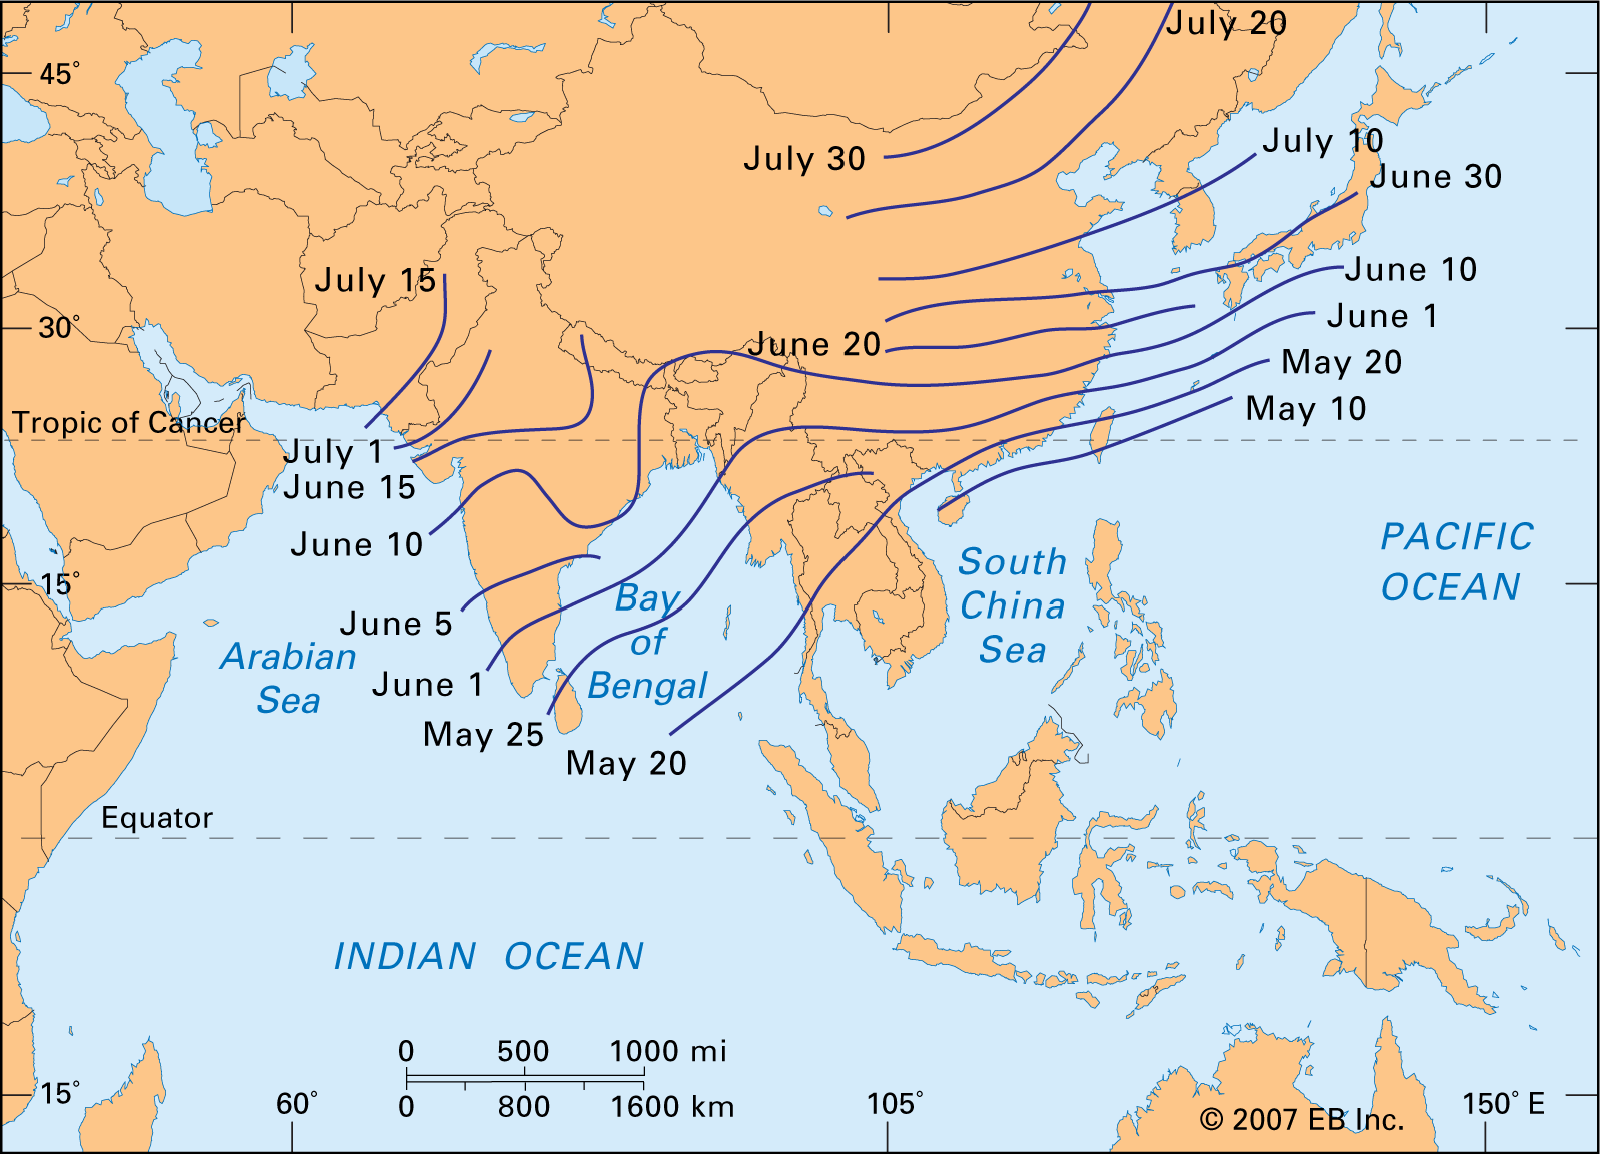 July 20
45°
July 10
July 30
June 30
June 10
July 15
June 1
30°
June 20
May 20
May 10
Tropic of Cancer
July 1
June 15
PACIFIC
OCEAN
June 10
South
China
Sea
15°
Bay
of
Bengal
June 5
Arabian
Sea
June 1
May 25
May 20
Equator
INDIAN OCEAN
0 500 1000 mi
0 800 1600 km
15°
60°
105°
150° E
© 2007 EB Inc.